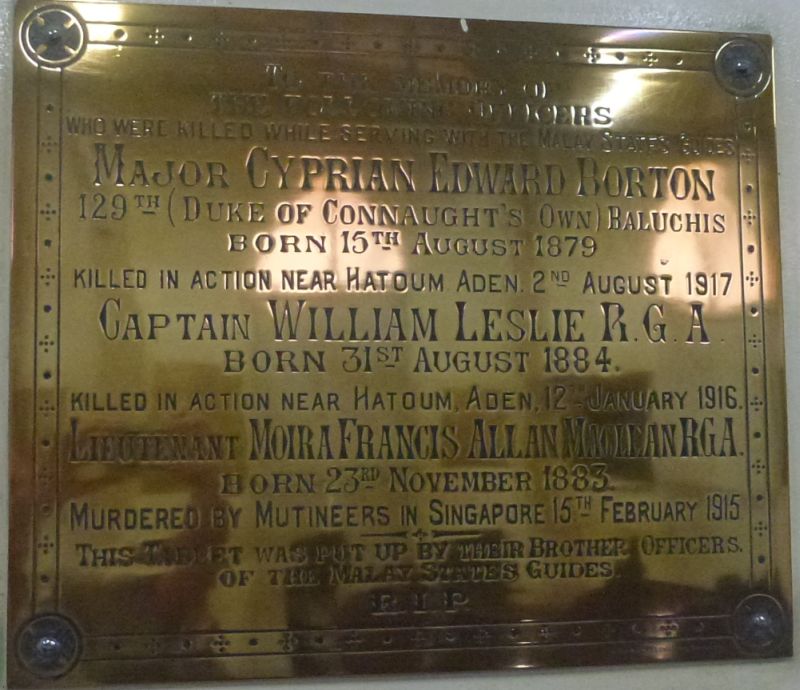 TO THE MEMORY OF
THE FOLLOWING OFFICERS
WHO WERE KILLED WHILE SERVING WITH THE MALAY STATES GUIDES
MAJOR CYPRIAN EDWARD BORTON
129TH (DUKE OF CONNAUGHT'S OWN) BALUCHIS
BORN 15TH AUGUST 1879
KILLED IN ACTION NEAR HATOUM ADEN. 2ND AUGUST 1917
CAPTAIN WILLIAM LESLIE R.G.A.
BORN 31ST AUGUST 1884.
KILLED IN ACTION NEAR HATOUM, ADEN, 12TH JANUARY 1916.
LIEUTENANT MOIRA FRANCIS ALLAN MACLEAN R.G.A.
BORN 23RD NOVEMBER 1883.
MURDERED BY MUTINEERS IN SINGAPORE 15TH FEBRUARY 1915
THIS TABLET WAS PUT UP BY THEIR BROTHER OFFICERS.
OF THE MALAY STATES GUIDES.
R.I.P.